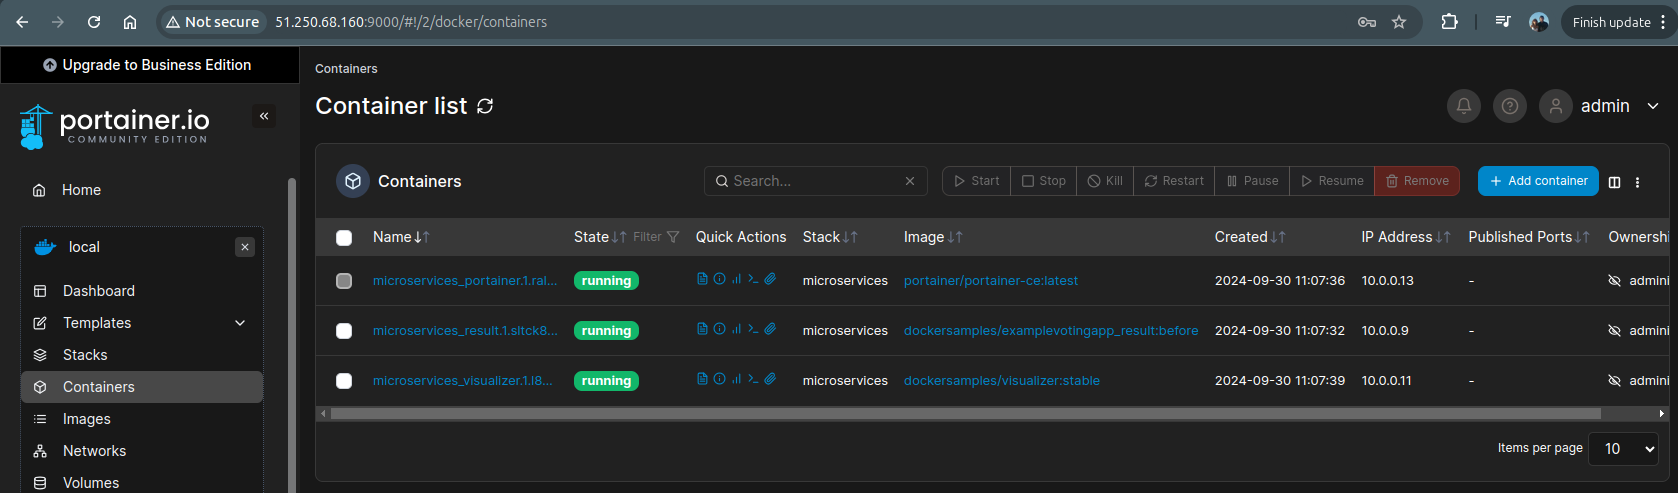 Not secure 51.250.68.160:9000/#!/2/docker/containers Finish update
Upgrade to Business Edition
portainer.io
COMMUNITY EDITION
Home
local
Dashboard
Templates
Stacks
Containers
Images
Networks
Volumes
Containers
Container list
admin
Containers Search... Start Stop Kill Restart Pause Resume Remove Add container
Name State Filter Quick Actions Stack Image Created IP Address Published Ports Ownershi
microservices_portainer.1.ral... running microservices portainer/portainer-ce:latest 2024-09-30 11:07:36 10.0.0.13 - admini
microservices_result.1.sltck8... running microservices dockersamples/examplevotingapp_result:before 2024-09-30 11:07:32 10.0.0.9 - admini
microservices_visualizer.1.l8... running microservices dockersamples/visualizer:stable 2024-09-30 11:07:39 10.0.0.11 - admini
Items per page 10